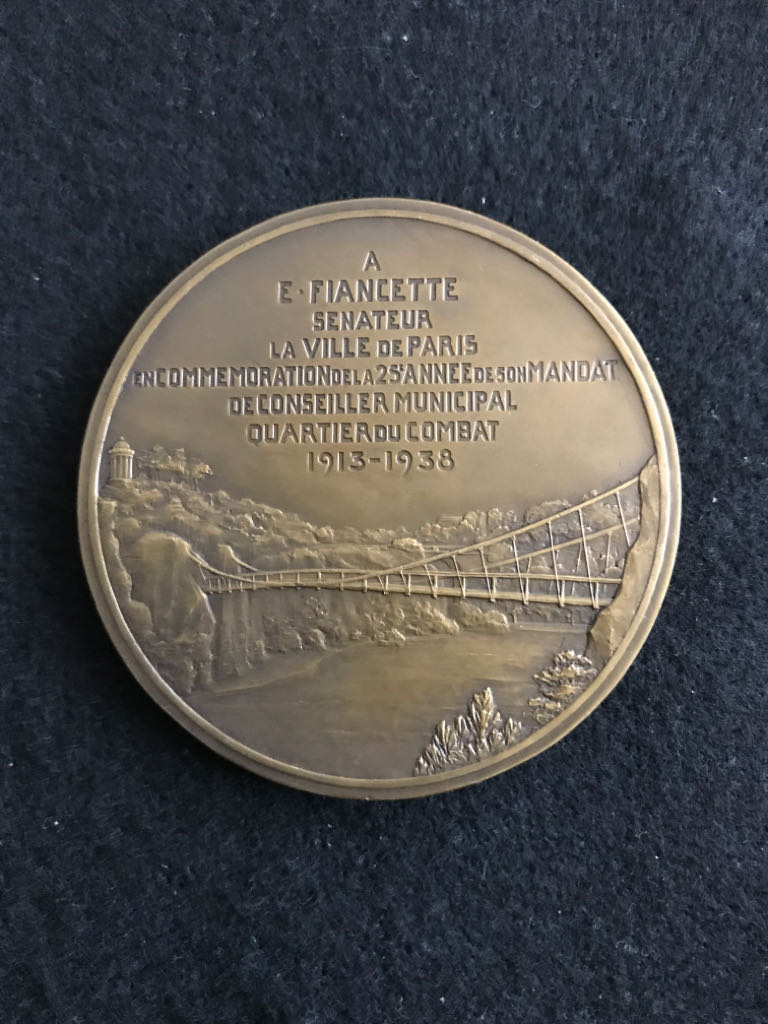 A
E·FIANCETTE
SENATEUR
LA VILLE DE PARIS
EN COMMEMORATION DE LA 25E ANNEE DE SON MANDAT
DE CONSEILLER MUNICIPAL
QUARTIER DU COMBAT
1913-1938